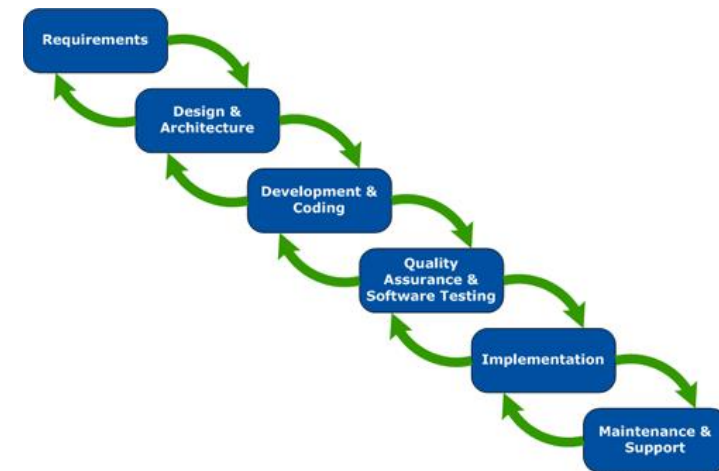 Requirements
Design &
Architecture
Development &
Coding
Quality
Assurance &
Software Testing
Implementation
Maintenance &
Support